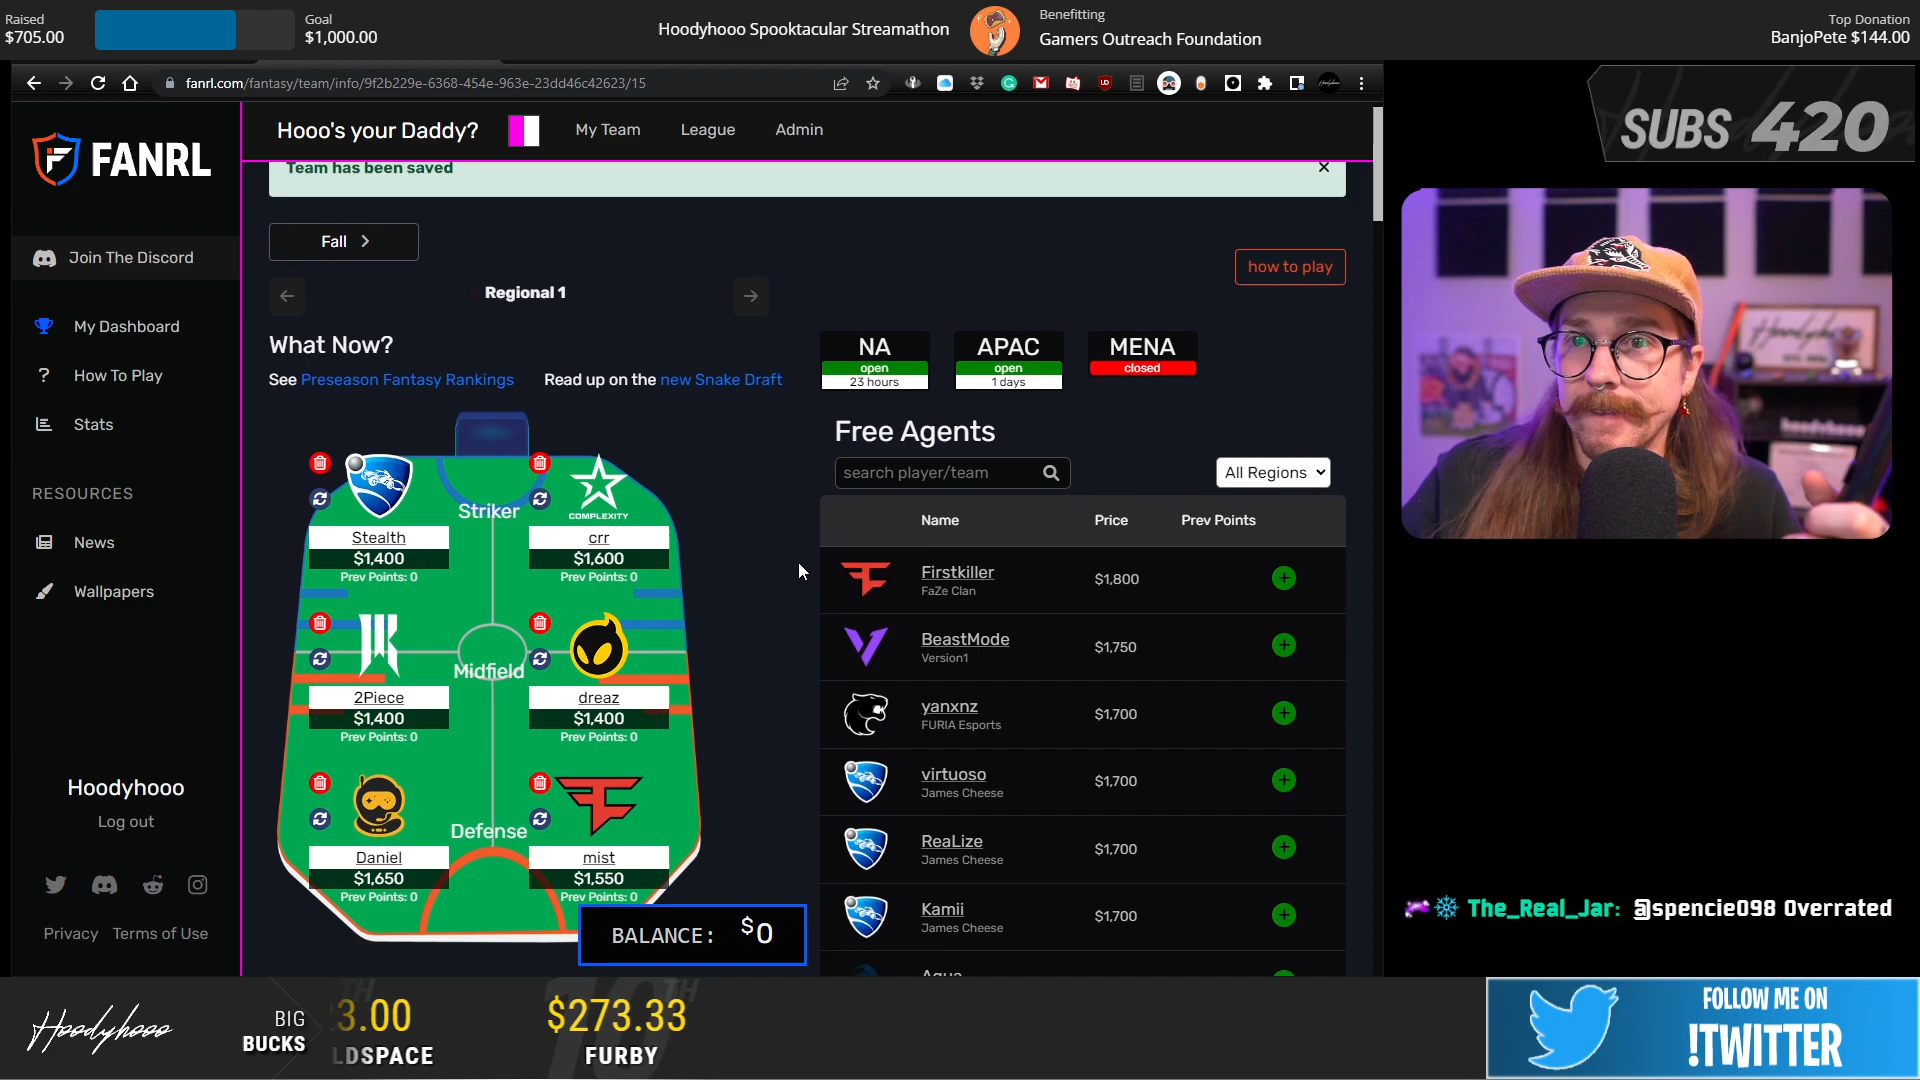 Raised
$705.00
Goal
$1,000.00
Hoodyhooo Spooktacular Streamathon
Benefitting
Gamers Outreach Foundation
Top Donation
BanjoPete $144.00
fanrl.com/fantasy/team/info/9f2b229e-6368-454e-963e-23dd46c42623/15
SUBS 420
FANRL
Join The Discord
My Dashboard
? How To Play
Stats
RESOURCES
News
Wallpapers
Hoodyhooo
Log out
Privacy Terms of Use
Hooo's your Daddy?
My Team League Admin
Team has been saved
Fall
how to play
Regional 1
What Now?
See Preseason Fantasy Rankings Read up on the new Snake Draft
NA
open
23 hours
APAC
open
1 days
MENA
closed
Striker
Stealth
$1,400
Prev Points: 0
COMPLEXITY
crr
$1,600
Prev Points: 0
Midfield
2Piece
$1,400
Prev Points: 0
dreaz
$1,400
Prev Points: 0
Defense
Daniel
$1,650
Prev Points: 0
mist
$1,550
Prev Points: 0
BALANCE: $0
Free Agents
search player/team
All Regions
Name Price Prev Points
Firstkiller
FaZe Clan
$1,800
BeastMode
Version1
$1,750
yanxnz
FURIA Esports
$1,700
virtuoso
James Cheese
$1,700
ReaLize
James Cheese
$1,700
Kamii
James Cheese
$1,700
The_Real_Jar: @spencie098 Overrated
Hoodyhooo
BIG
BUCKS
3.00
LDSPACE
10TH
$273.33
FURBY
FOLLOW ME ON
!TWITTER